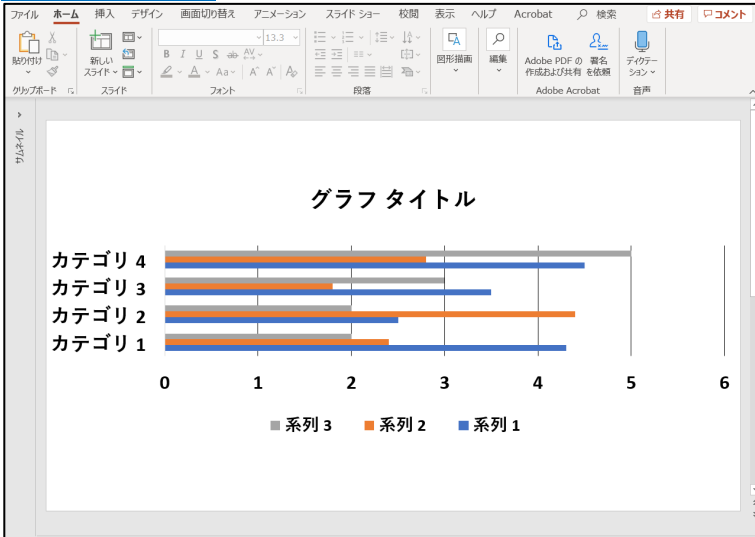 ファイル ホーム 挿入 デザイン 画面切り替え アニメーション スライド ショー 校閲 表示 ヘルプ Acrobat 検索 共有 コメント
貼り付け
新しい
スライド
13.3
B I U S ab AV
A Aa A A A
図形描画
編集
Adobe PDF の
作成および共有
署名
を依頼
ディクテー
ション
クリップボード スライド フォント 段落 Adobe Acrobat 音声
サムネイル
グラフ タイトル
カテゴリ 4
カテゴリ 3
カテゴリ 2
カテゴリ 1
0 1 2 3 4 5 6
系列 3 系列 2 系列 1